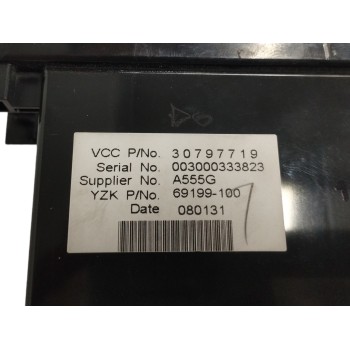 VCC P/No. 30797719
Serial No. 003000333823
Supplier No. A555G
YZK P/No. 69199-100
Date 080131